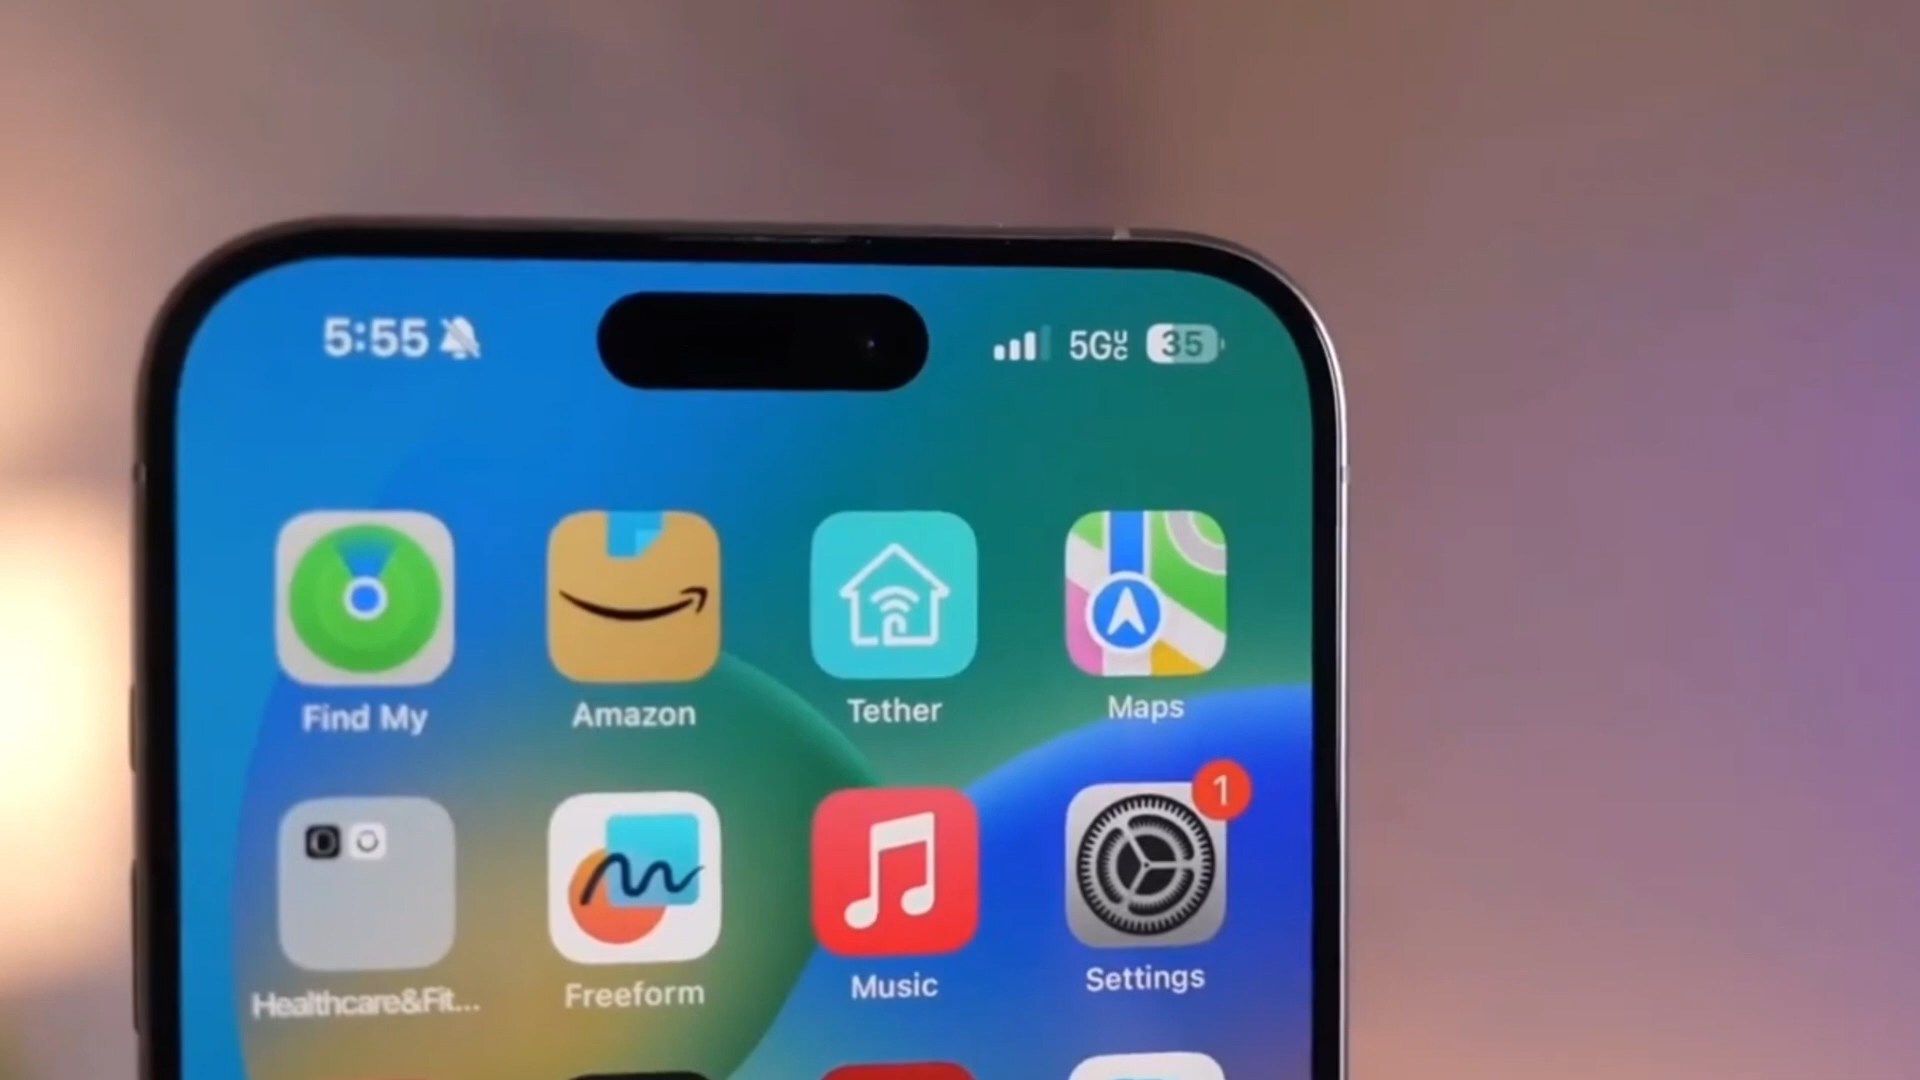 5:55
5G UC 35
Find My Amazon Tether Maps
1
Healthcare&Fit... Freeform Music Settings